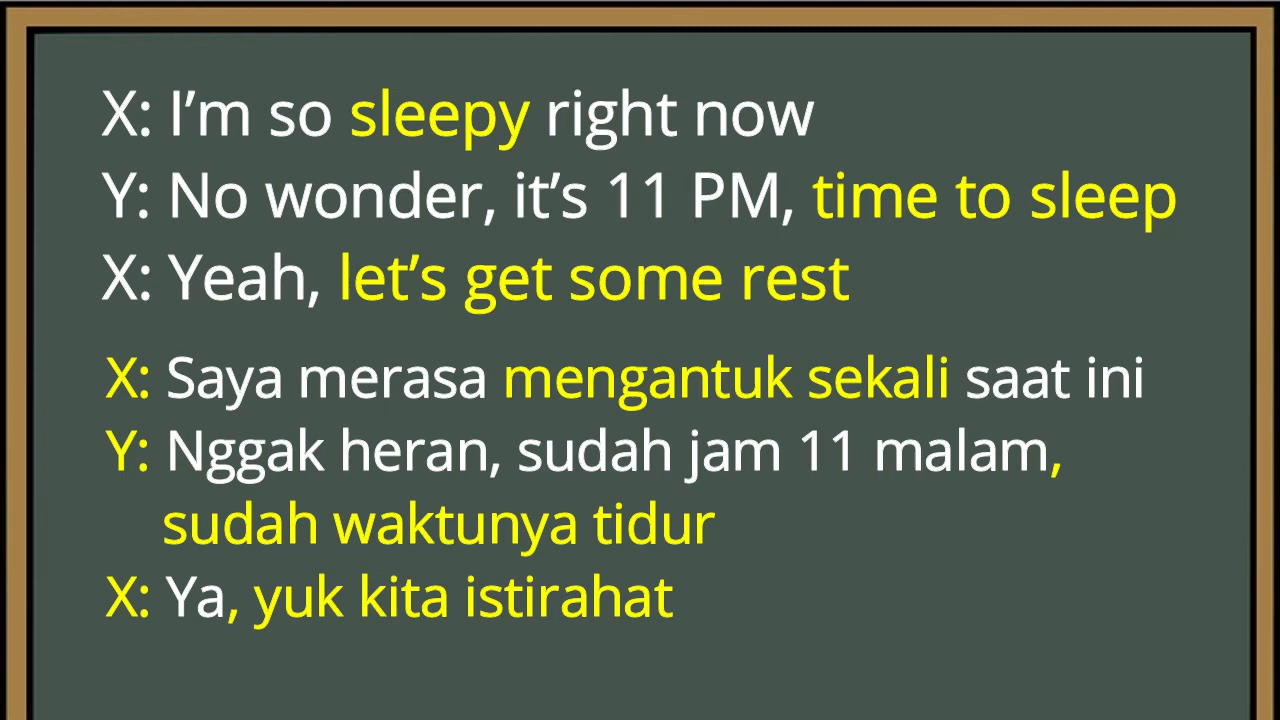 X: I’m so sleepy right now
Y: No wonder, it’s 11 PM, time to sleep
X: Yeah, let’s get some rest
X: Saya merasa mengantuk sekali saat ini
Y: Nggak heran, sudah jam 11 malam,
sudah waktunya tidur
X: Ya, yuk kita istirahat